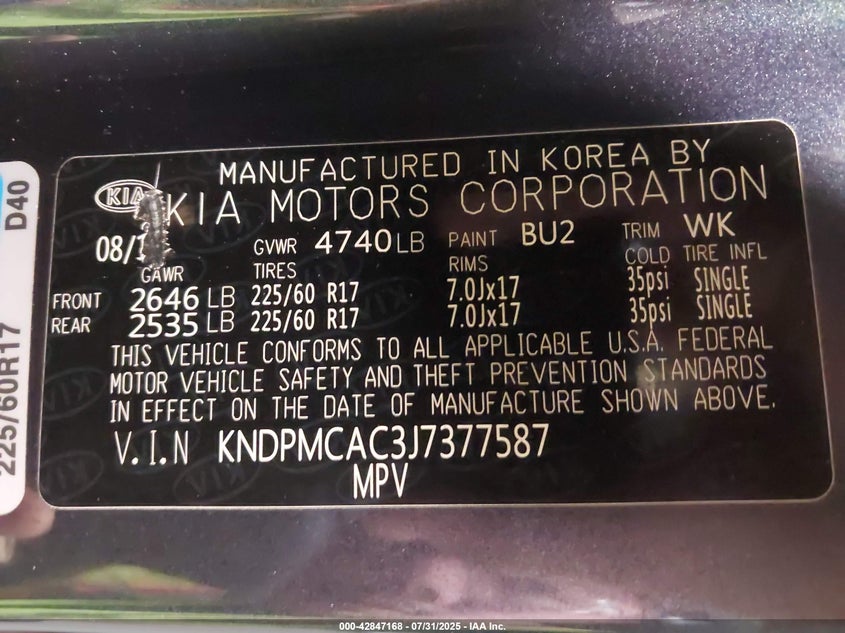 MANUFACTURED IN KOREA BY
KIA KIA MOTORS CORPORATION
08/1 GVWR 4740 LB PAINT BU2 TRIM WK
GAWR TIRES RIMS COLD TIRE INFL
FRONT 2646 LB 225/60 R17 7.0Jx17 35psi SINGLE
REAR 2535 LB 225/60 R17 7.0Jx17 35psi SINGLE
THIS VEHICLE CONFORMS TO ALL APPLICABLE U.S.A. FEDERAL
MOTOR VEHICLE SAFETY AND THEFT PREVENTION STANDARDS
IN EFFECT ON THE DATE OF MANUFACTURE SHOWN ABOVE.
V.I.N KNDPMCAC3J7377587
MPV
225/60R17 D40
000-42847168 - 07/31/2025 - IAA Inc.